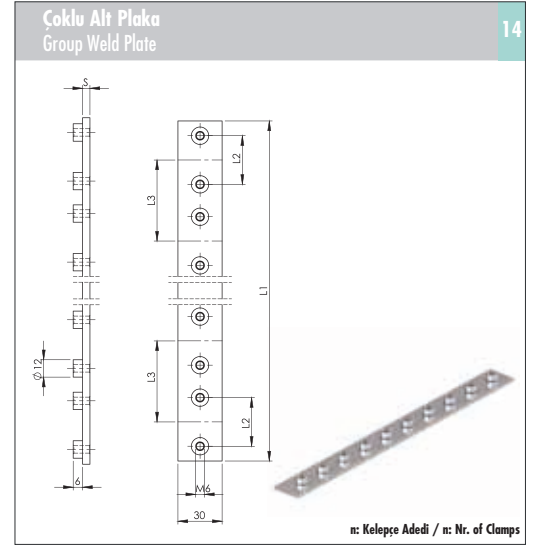 Çoklu Alt Plaka
Group Weld Plate
14
S
L2
L3
L1
Ø12
L3
L2
6
M6
30
n: Kelepçe Adedi / n: Nr. of Clamps